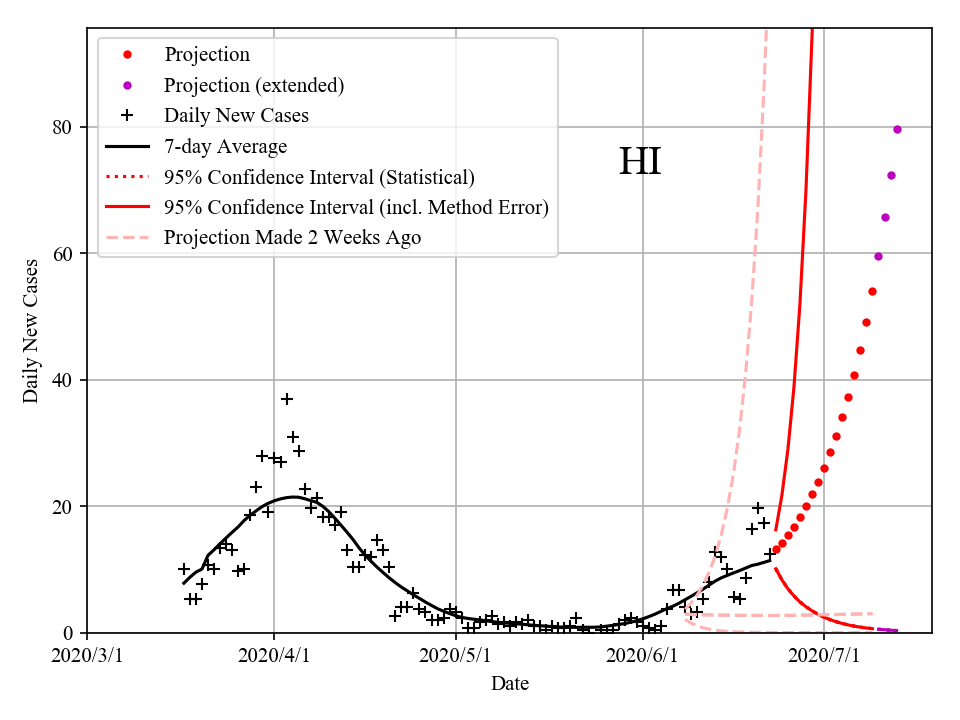 Projection
Projection (extended)
Daily New Cases
7-day Average
95% Confidence Interval (Statistical)
95% Confidence Interval (incl. Method Error)
Projection Made 2 Weeks Ago
HI
Daily New Cases
80
60
40
20
0
2020/3/1 2020/4/1 2020/5/1 2020/6/1 2020/7/1
Date